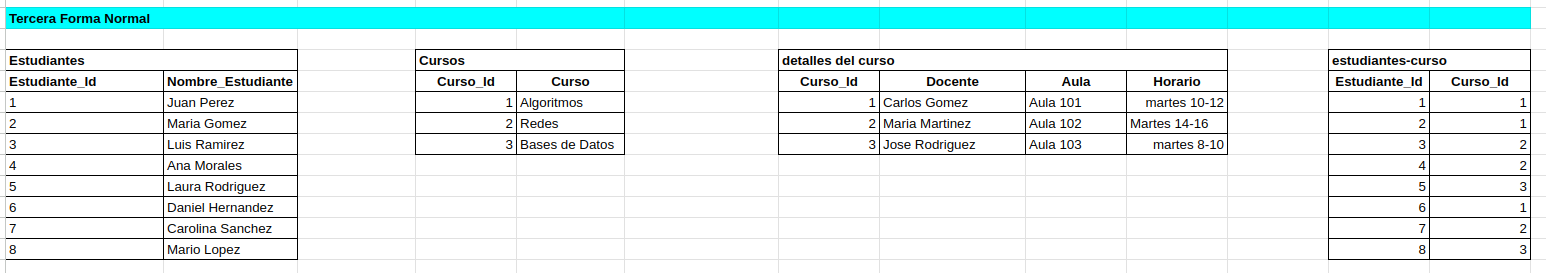 Tercera Forma Normal
Estudiantes Cursos detalles del curso estudiantes-curso
Estudiante_Id Nombre_Estudiante Curso_Id Curso Curso_Id Docente Aula Horario Estudiante_Id Curso_Id
1 Juan Perez 1 Algoritmos 1 Carlos Gomez Aula 101 martes 10-12 1 1
2 Maria Gomez 2 Redes 2 Maria Martinez Aula 102 Martes 14-16 2 1
3 Luis Ramirez 3 Bases de Datos 3 Jose Rodriguez Aula 103 martes 8-10 3 2
4 Ana Morales 4 2
5 Laura Rodriguez 5 3
6 Daniel Hernandez 6 1
7 Carolina Sanchez 7 2
8 Mario Lopez 8 3